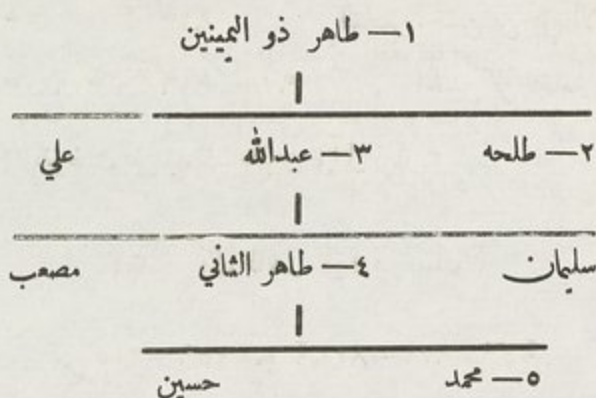 ١ — طاهر ذو اليمينين
٢ — طلحه ٣ — عبدالله علي
سليمان ٤ — طاهر الثاني مصعب
٥ — محمد حسين